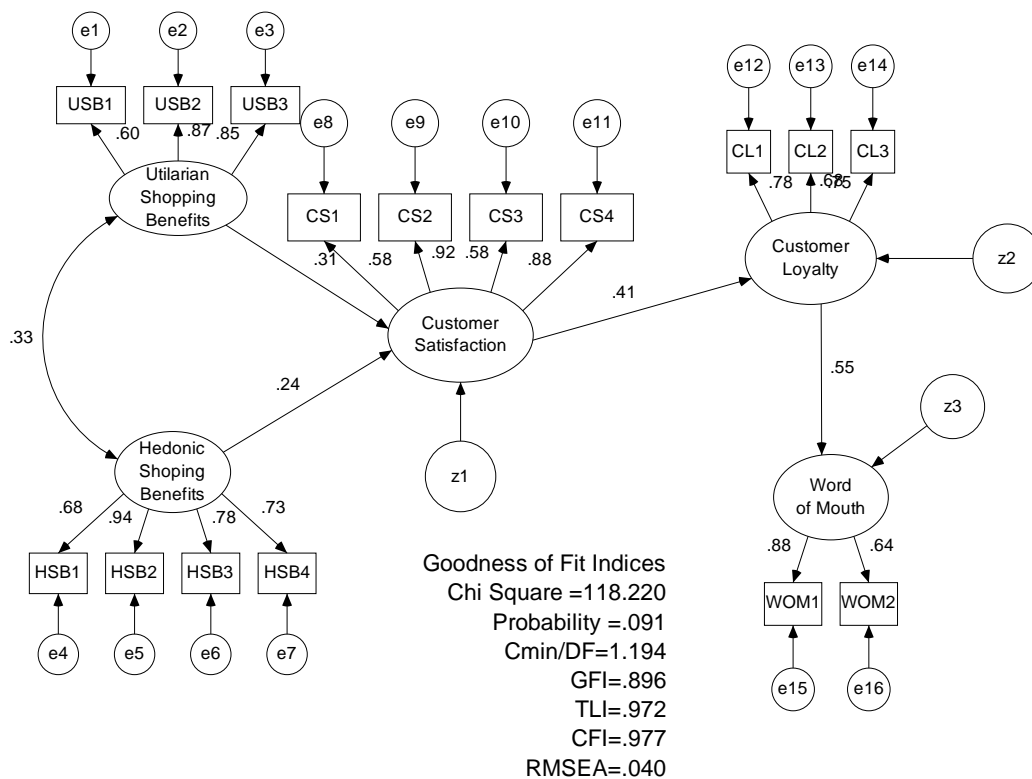 e1
e2
e3
USB1
USB2
USB3
.60
.87
.85
Utilarian
Shopping
Benefits
e8
e9
e10
e11
CS1
CS2
CS3
CS4
.31
.58
.92
.58
.88
Customer
Satisfaction
z1
e12
e13
e14
CL1
CL2
CL3
.78
.68
.75
Customer
Loyalty
z2
.41
.33
.24
.55
z3
Hedonic
Shoping
Benefits
.68
.94
.78
.73
HSB1
HSB2
HSB3
HSB4
e4
e5
e6
e7
Word
of Mouth
.88
.64
WOM1
WOM2
e15
e16
Goodness of Fit Indices
Chi Square =118.220
Probability =.091
Cmin/DF=1.194
GFI=.896
TLI=.972
CFI=.977
RMSEA=.040